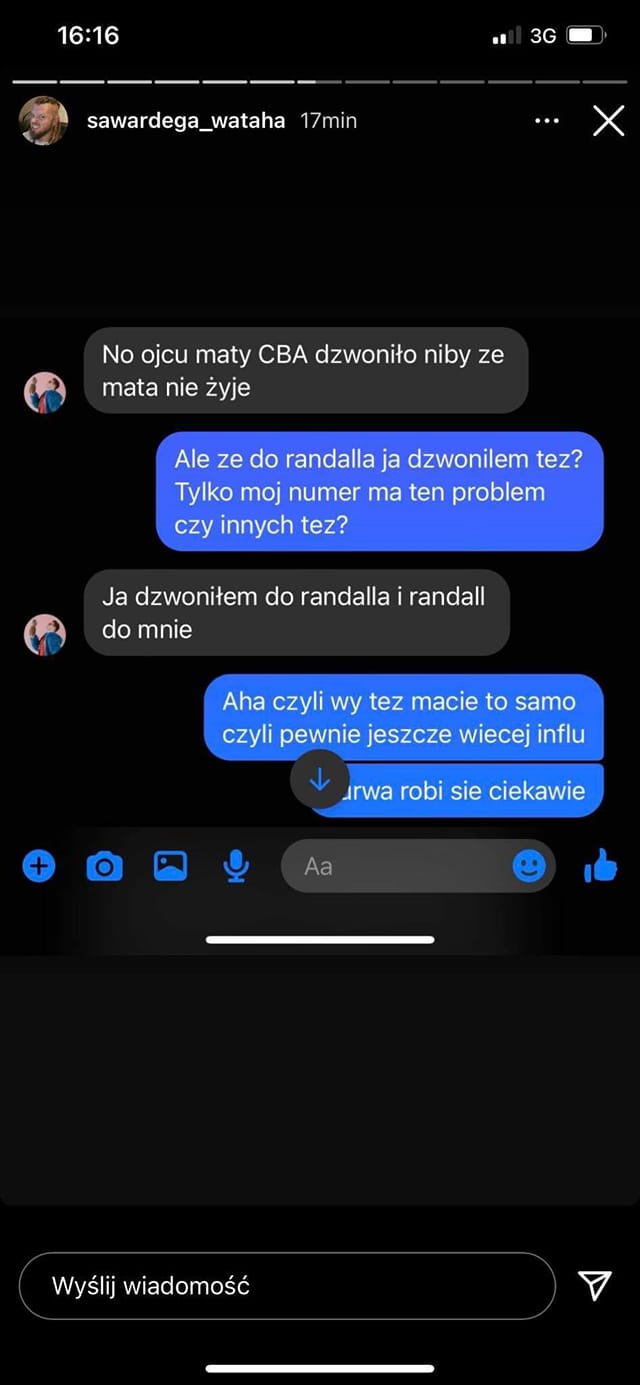 16:16
3G
sawardega_wataha 17min
No ojcu maty CBA dzwoniło niby ze
mata nie żyje
Ale ze do randalla ja dzwonilem tez?
Tylko moj numer ma ten problem
czy innych tez?
Ja dzwoniłem do randalla i randall
do mnie
Aha czyli wy tez macie to samo
czyli pewnie jeszcze wiecej influ
robi sie ciekawie
Aa
Wyślij wiadomość